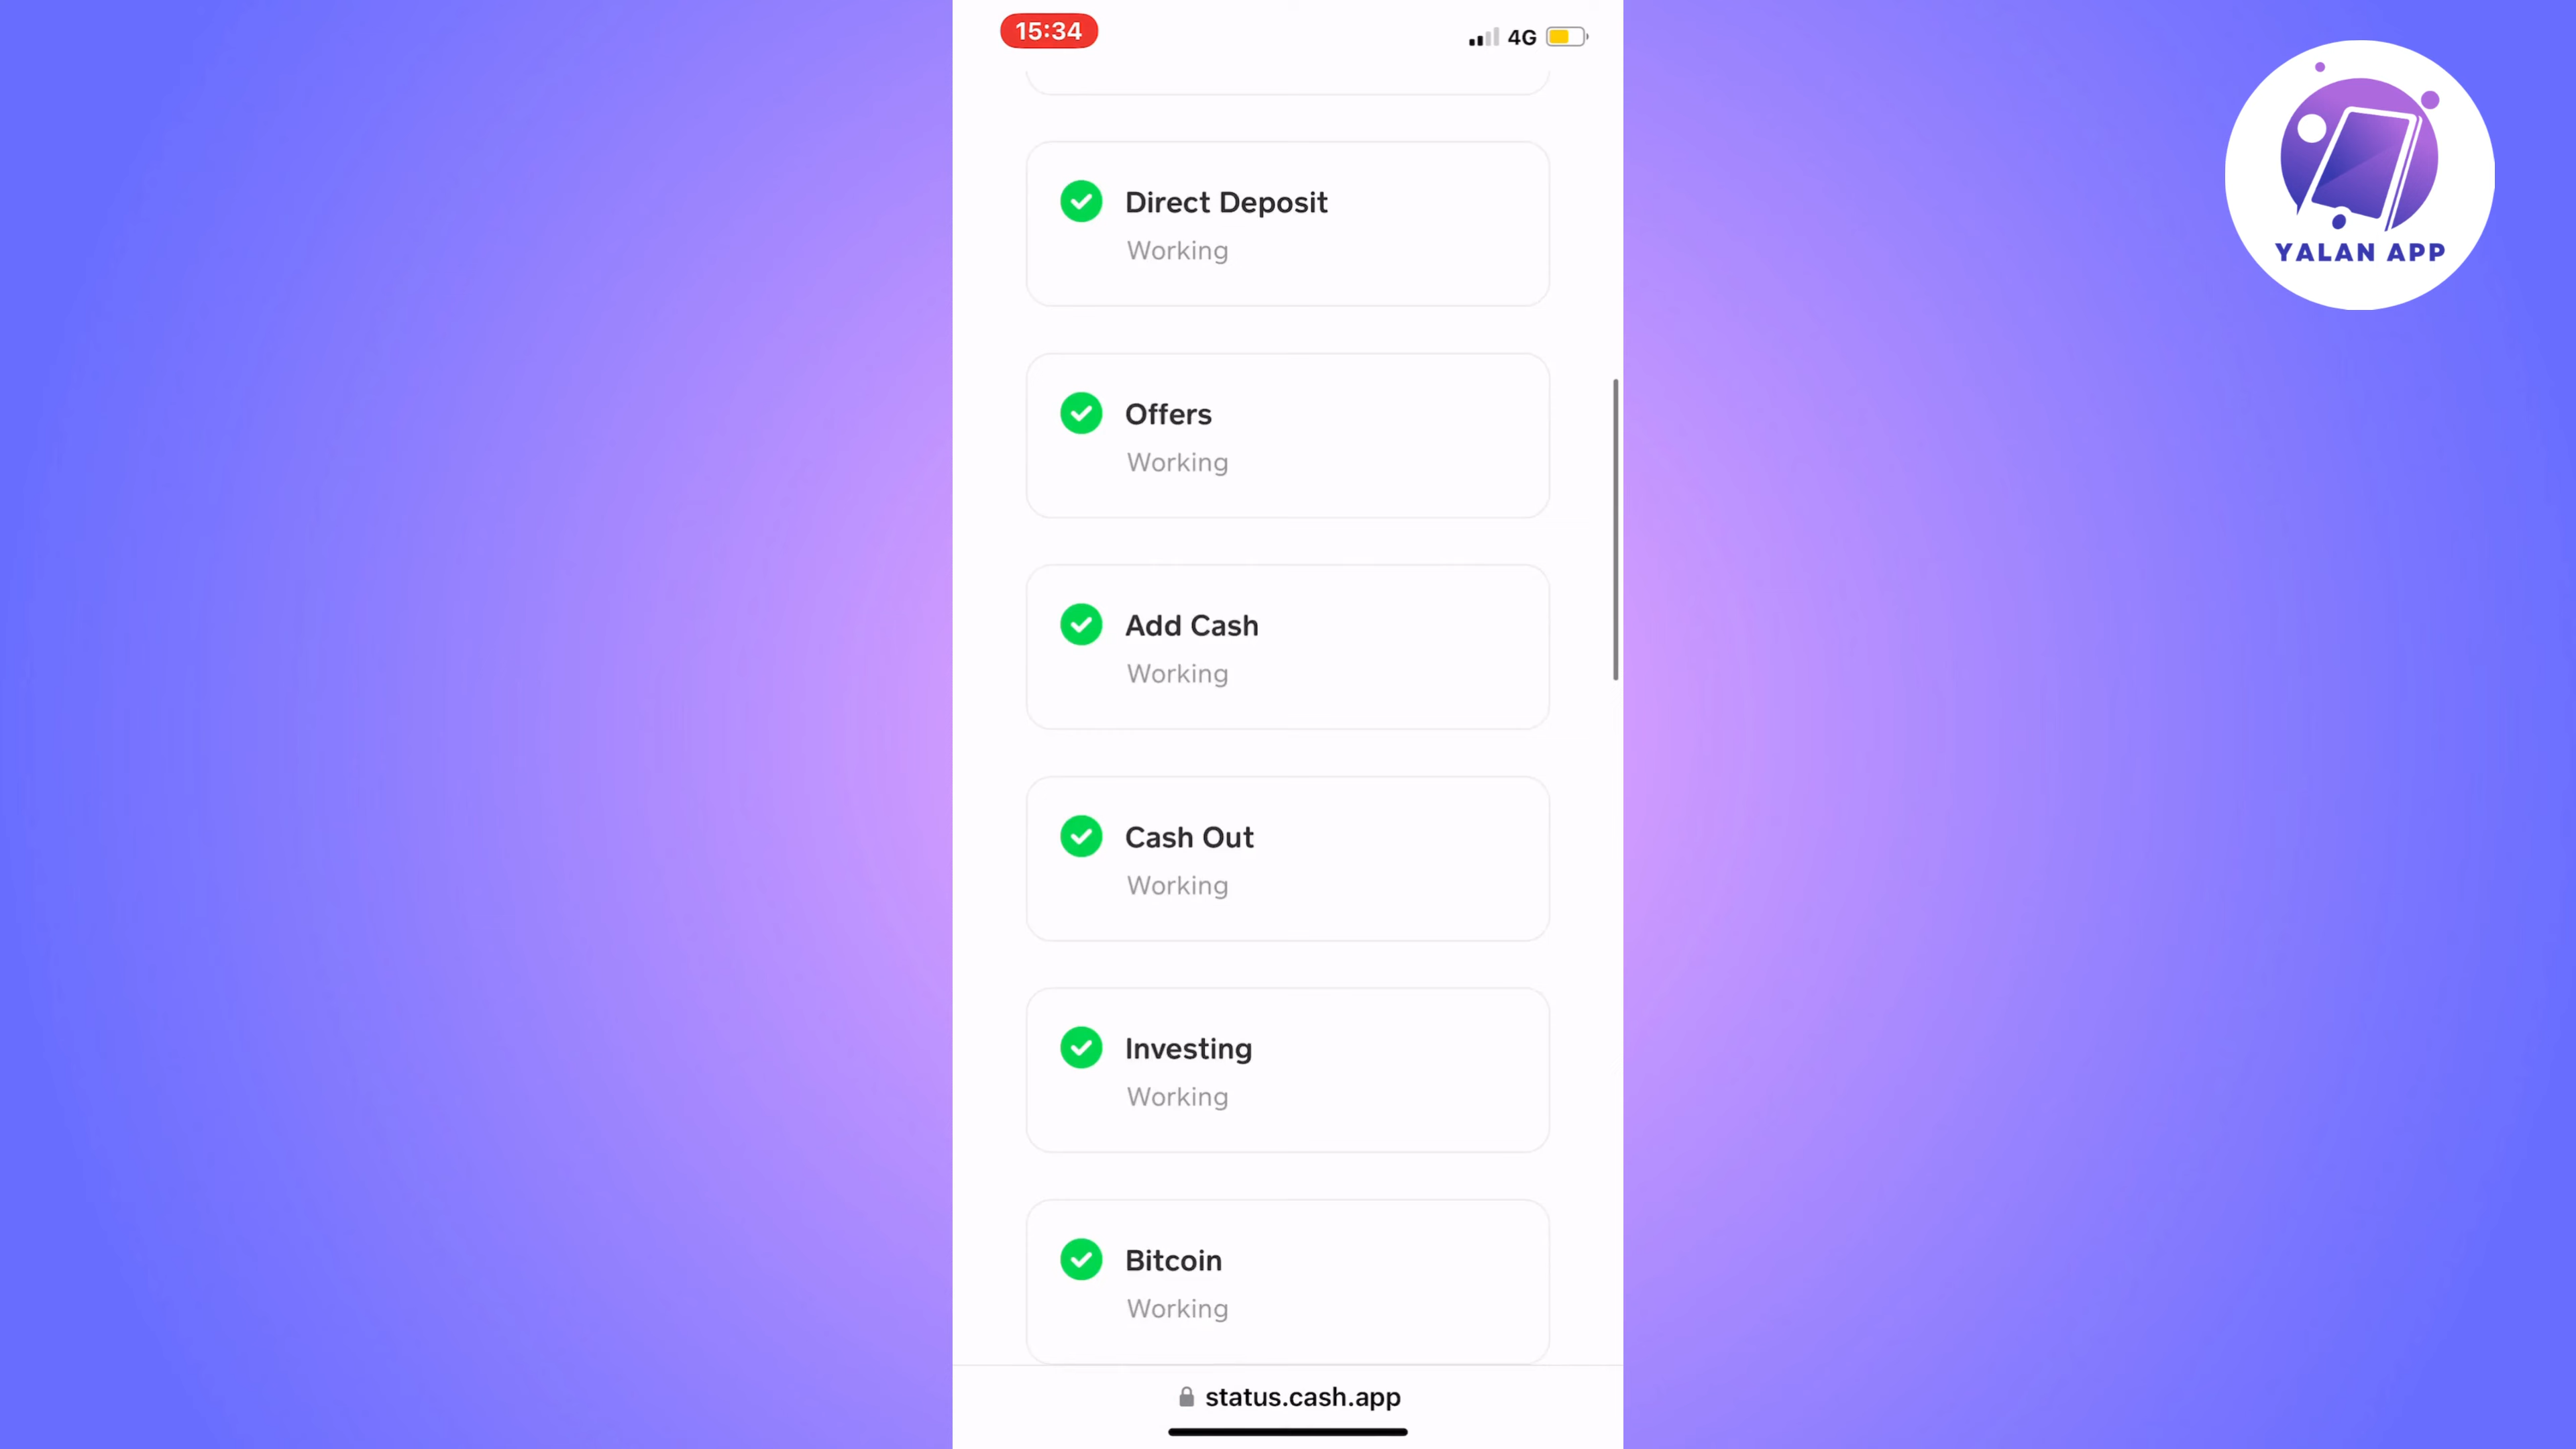 15:34
4G
YALAN APP
Direct Deposit
Working
Offers
Working
Add Cash
Working
Cash Out
Working
Investing
Working
Bitcoin
Working
status.cash.app